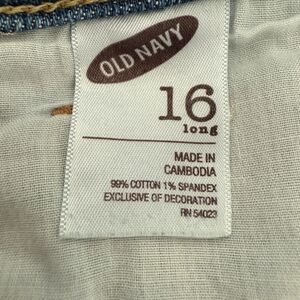 OLD NAVY
16
long
MADE IN
CAMBODIA
99% COTTON 1% SPANDEX
EXCLUSIVE OF DECORATION
RN 54023